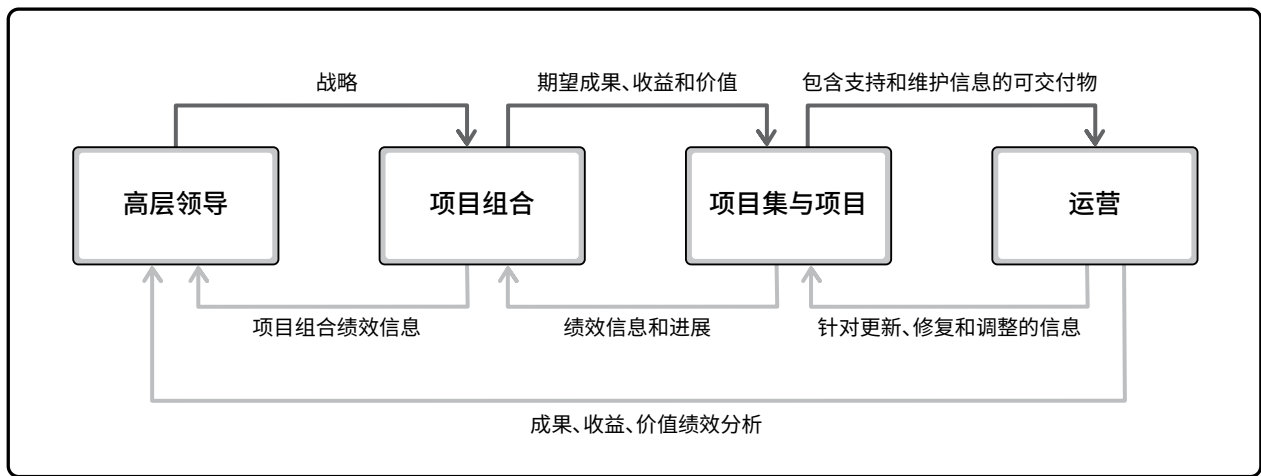 战略
期望成果、收益和价值
包含支持和维护信息的可交付物
高层领导
项目组合
项目集与项目
运营
项目组合绩效信息
绩效信息和进展
针对更新、修复和调整的信息
成果、收益、价值绩效分析